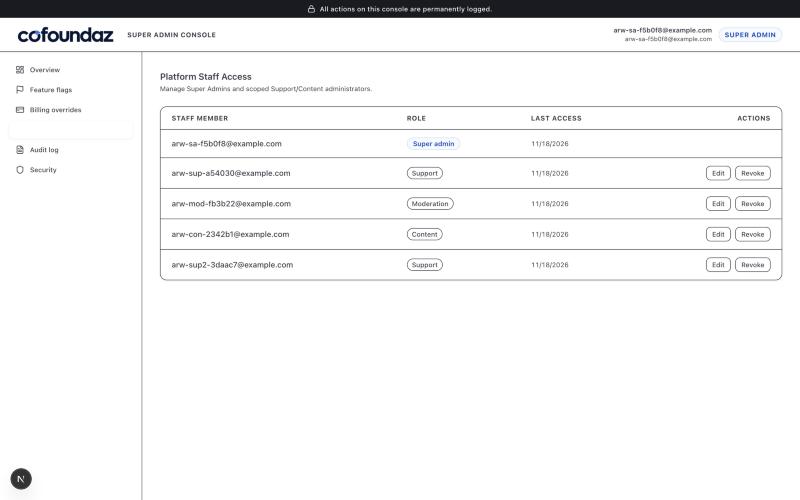 All actions on this console are permanently logged.
cofoundaz SUPER ADMIN CONSOLE
arw-sa-f5b0f8@example.com
arw-sa-f5b0f8@example.com
SUPER ADMIN
Overview
Feature flags
Billing overrides
Audit log
Security
Platform Staff Access
Manage Super Admins and scoped Support/Content administrators.
STAFF MEMBER ROLE LAST ACCESS ACTIONS
arw-sa-f5b0f8@example.com Super admin 11/18/2026
arw-sup-a54030@example.com Support 11/18/2026 Edit Revoke
arw-mod-fb3b22@example.com Moderation 11/18/2026 Edit Revoke
arw-con-2342b1@example.com Content 11/18/2026 Edit Revoke
arw-sup2-3daac7@example.com Support 11/18/2026 Edit Revoke
N